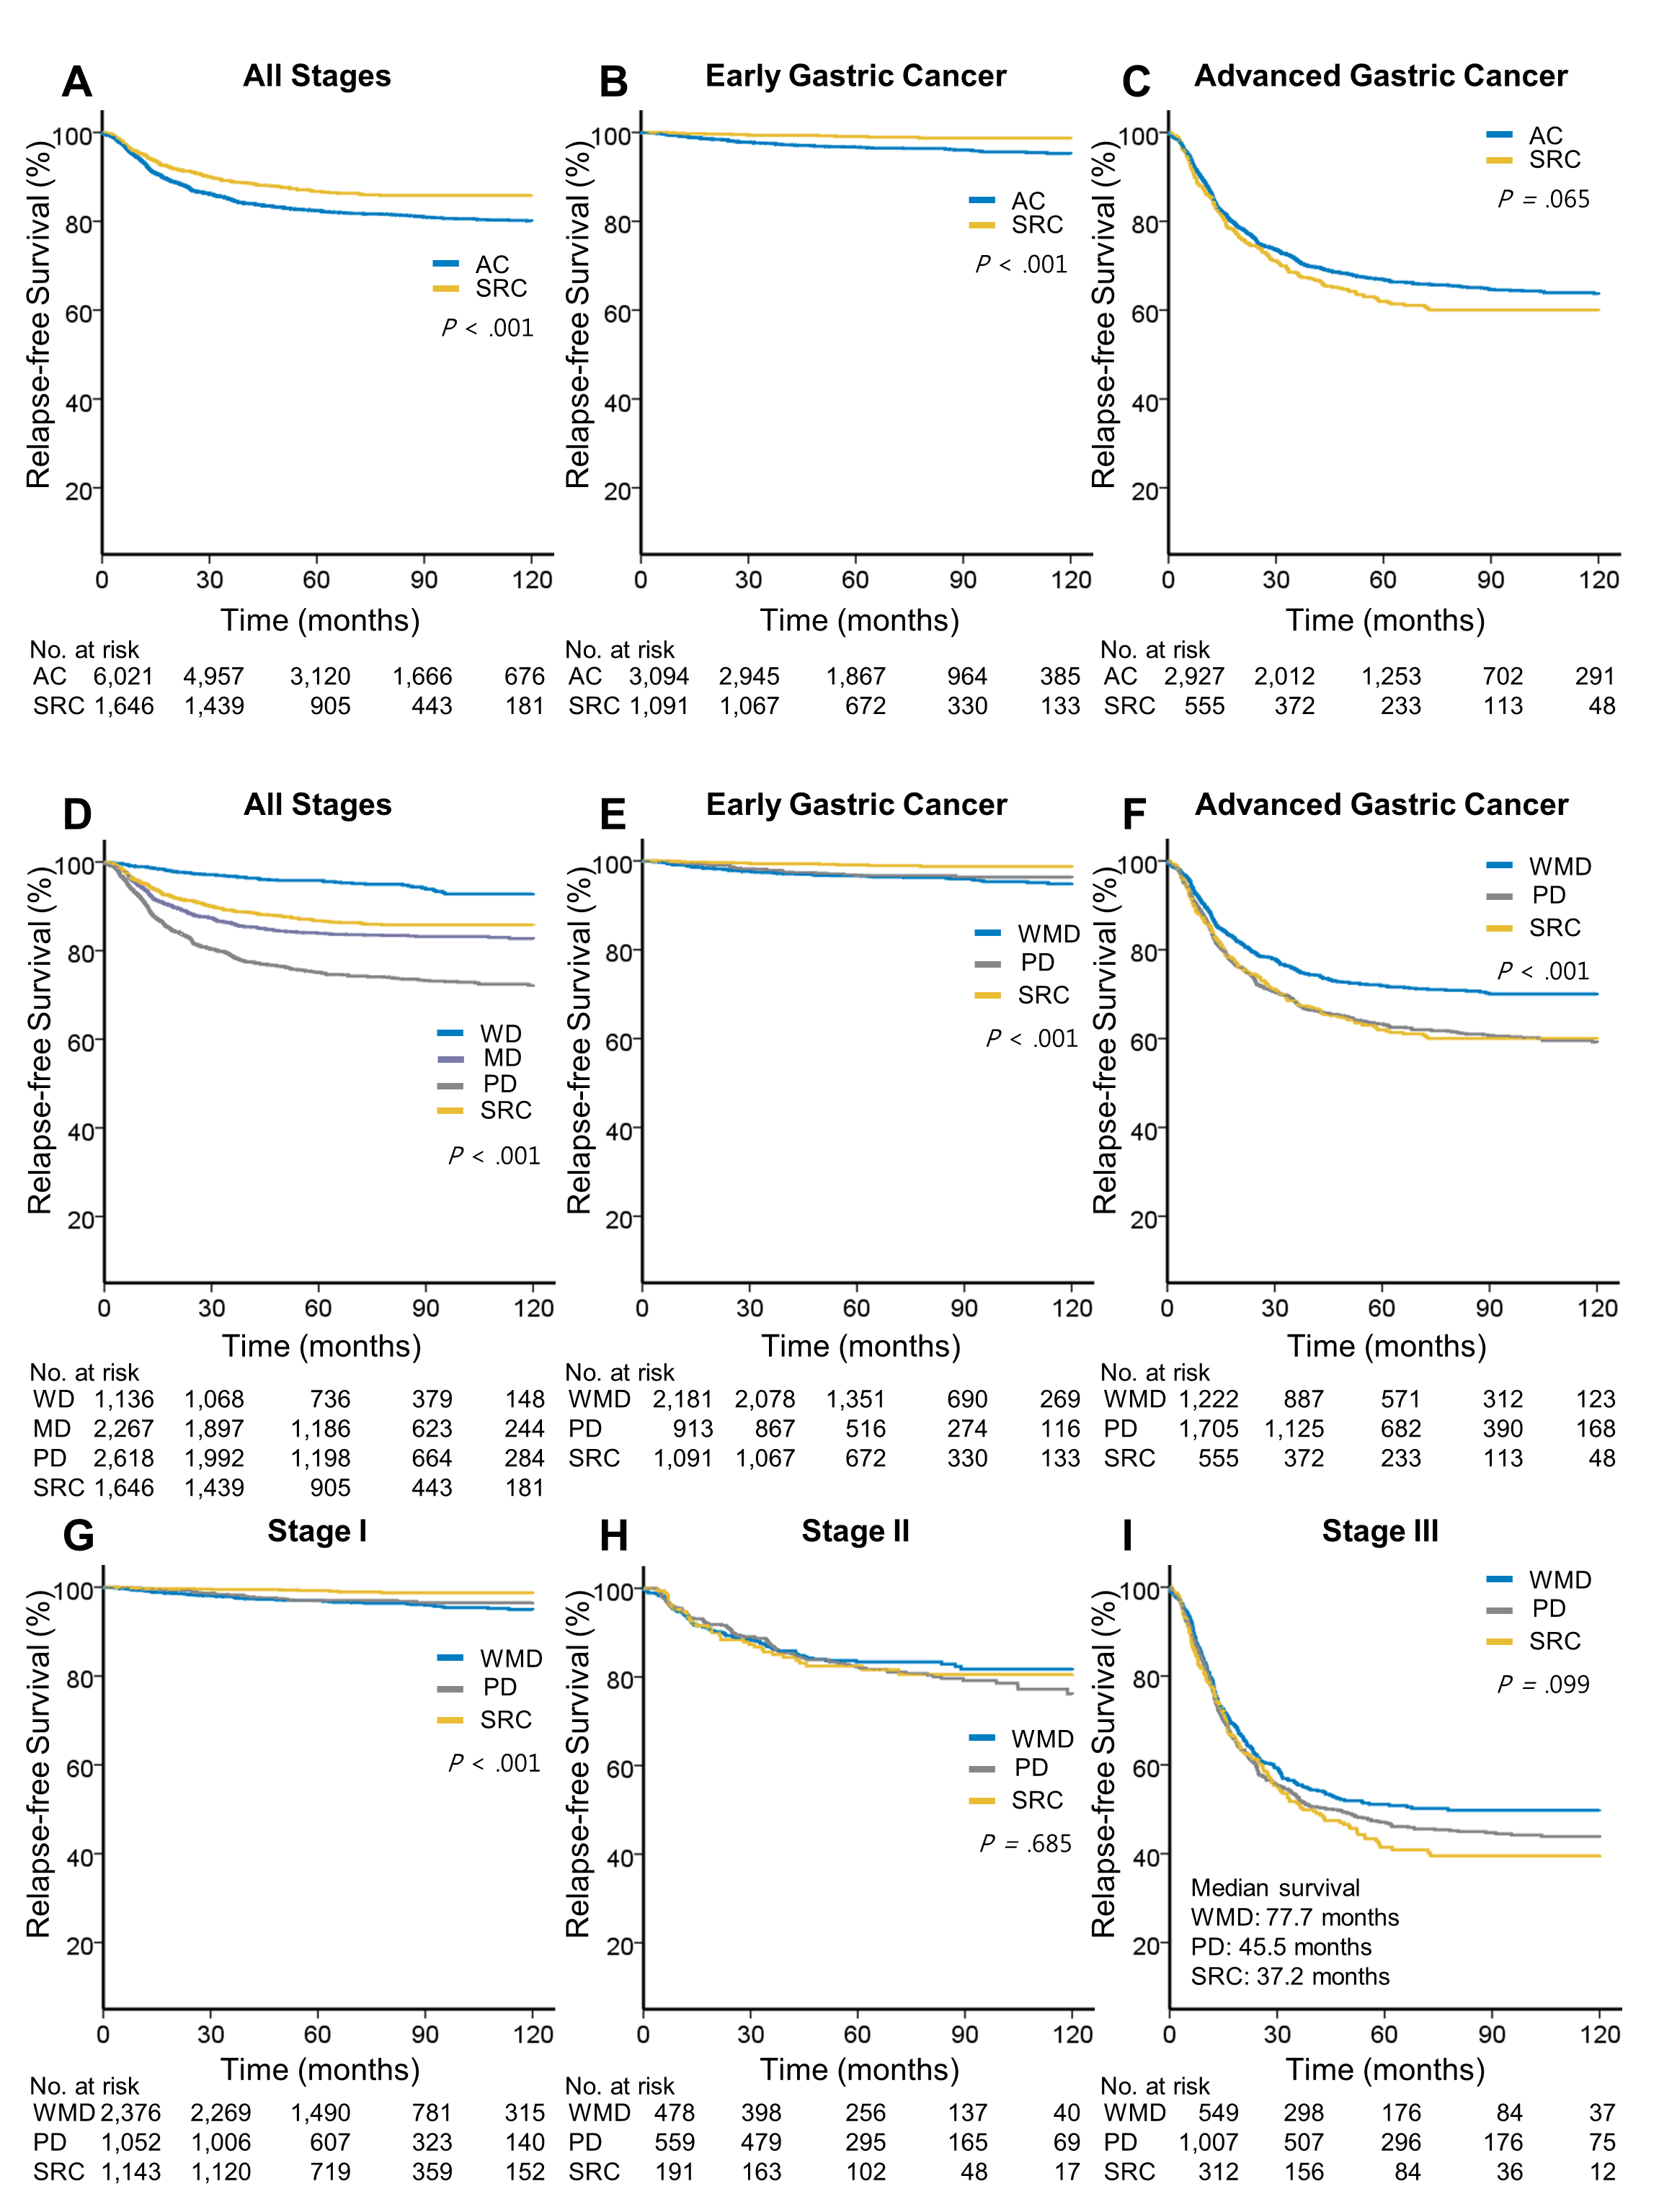 A All Stages
Relapse-free Survival (%)
100
80
60
40
20
AC
SRC
P < .001
0 30 60 90 120
Time (months)
No. at risk
AC 6,021 4,957 3,120 1,666 676
SRC 1,646 1,439 905 443 181
B Early Gastric Cancer
Relapse-free Survival (%)
100
80
60
40
20
AC
SRC
P < .001
0 30 60 90 120
Time (months)
No. at risk
AC 3,094 2,945 1,867 964 385
SRC 1,091 1,067 672 330 133
C Advanced Gastric Cancer
Relapse-free Survival (%)
100
80
60
40
20
AC
SRC
P = .065
0 30 60 90 120
Time (months)
No. at risk
AC 2,927 2,012 1,253 702 291
SRC 555 372 233 113 48
D All Stages
Relapse-free Survival (%)
100
80
60
40
20
WD
MD
PD
SRC
P < .001
0 30 60 90 120
Time (months)
No. at risk
WD 1,136 1,068 736 379 148
MD 2,267 1,897 1,186 623 244
PD 2,618 1,992 1,198 664 284
SRC 1,646 1,439 905 443 181
E Early Gastric Cancer
Relapse-free Survival (%)
100
80
60
40
20
WMD
PD
SRC
P < .001
0 30 60 90 120
Time (months)
No. at risk
WMD 2,181 2,078 1,351 690 269
PD 913 867 516 274 116
SRC 1,091 1,067 672 330 133
F Advanced Gastric Cancer
Relapse-free Survival (%)
100
80
60
40
20
WMD
PD
SRC
P < .001
0 30 60 90 120
Time (months)
No. at risk
WMD 1,222 887 571 312 123
PD 1,705 1,125 682 390 168
SRC 555 372 233 113 48
G Stage I
Relapse-free Survival (%)
100
80
60
40
20
WMD
PD
SRC
P < .001
0 30 60 90 120
Time (months)
No. at risk
WMD 2,376 2,269 1,490 781 315
PD 1,052 1,006 607 323 140
SRC 1,143 1,120 719 359 152
H Stage II
Relapse-free Survival (%)
100
80
60
40
20
WMD
PD
SRC
P = .685
0 30 60 90 120
Time (months)
No. at risk
WMD 478 398 256 137 40
PD 559 479 295 165 69
SRC 191 163 102 48 17
I Stage III
Relapse-free Survival (%)
100
80
60
40
20
WMD
PD
SRC
P = .099
Median survival
WMD: 77.7 months
PD: 45.5 months
SRC: 37.2 months
0 30 60 90 120
Time (months)
No. at risk
WMD 549 298 176 84 37
PD 1,007 507 296 176 75
SRC 312 156 84 36 12